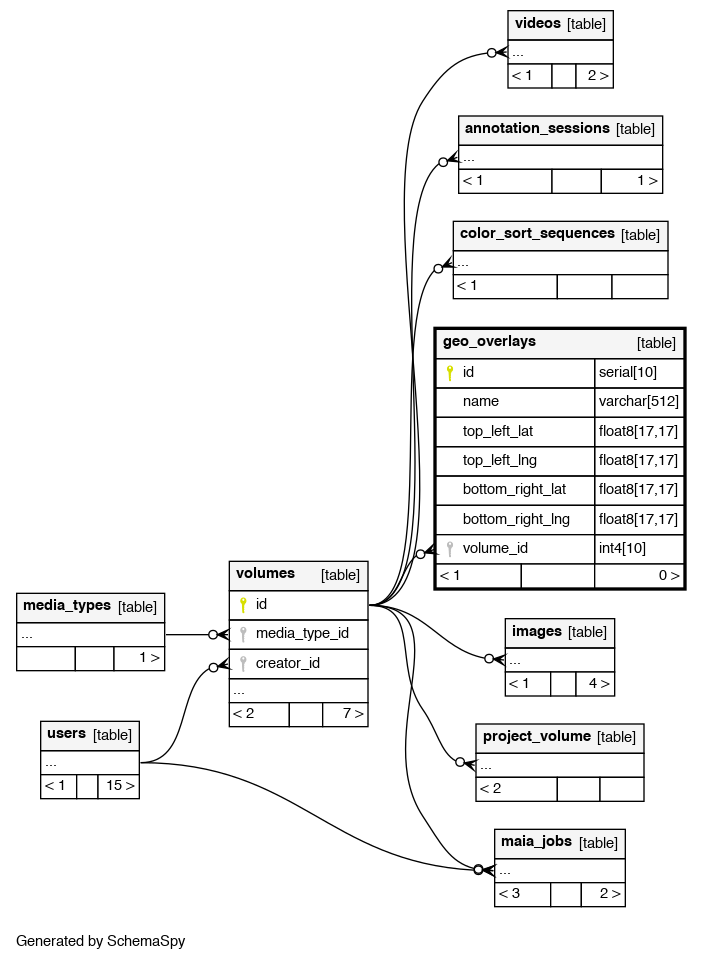 videos [table]
...
< 1 2 >
annotation_sessions [table]
...
< 1 1 >
color_sort_sequences [table]
...
< 1
geo_overlays [table]
id serial[10]
name varchar[512]
top_left_lat float8[17,17]
top_left_lng float8[17,17]
bottom_right_lat float8[17,17]
bottom_right_lng float8[17,17]
volume_id int4[10]
< 1 0 >
volumes [table]
id
media_type_id
creator_id
...
< 2 7 >
media_types [table]
...
1 >
users [table]
...
< 1 15 >
images [table]
...
< 1 4 >
project_volume [table]
...
< 2
maia_jobs [table]
...
< 3 2 >
Generated by SchemaSpy